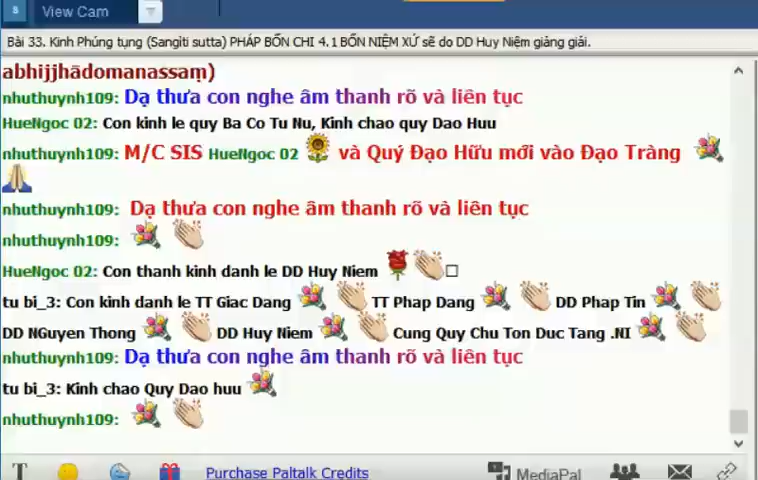 View Cam
Bài 33. Kinh Phúng tụng (Sangìti sutta) PHÁP BỐN CHI 4.1 BỐN NIỆM XỨ sẽ do DD Huy Niệm giảng giải.
abhijjhādomanassaṃ)
nhuthuynh109: Dạ thưa con nghe âm thanh rõ và liên tục
HueNgoc 02: Con kinh le quy Ba Co Tu Nu, Kinh chao quy Dao Huu
nhuthuynh109: M/C SIS HueNgoc 02 và Quý Đạo Hữu mới vào Đạo Tràng
nhuthuynh109: Dạ thưa con nghe âm thanh rõ và liên tục
nhuthuynh109:
HueNgoc 02: Con thanh kinh danh le DD Huy Niem
tu bi_3: Con kinh danh le TT Giac Dang TT Phap Dang DD Phap Tin
DD NGuyen Thong DD Huy Niem Cung Quy Chu Ton Duc Tang .NI
nhuthuynh109: Dạ thưa con nghe âm thanh rõ và liên tục
tu bi_3: Kinh chao Quy Dao huu
nhuthuynh109:
T Purchase Paltalk Credits MediaPal